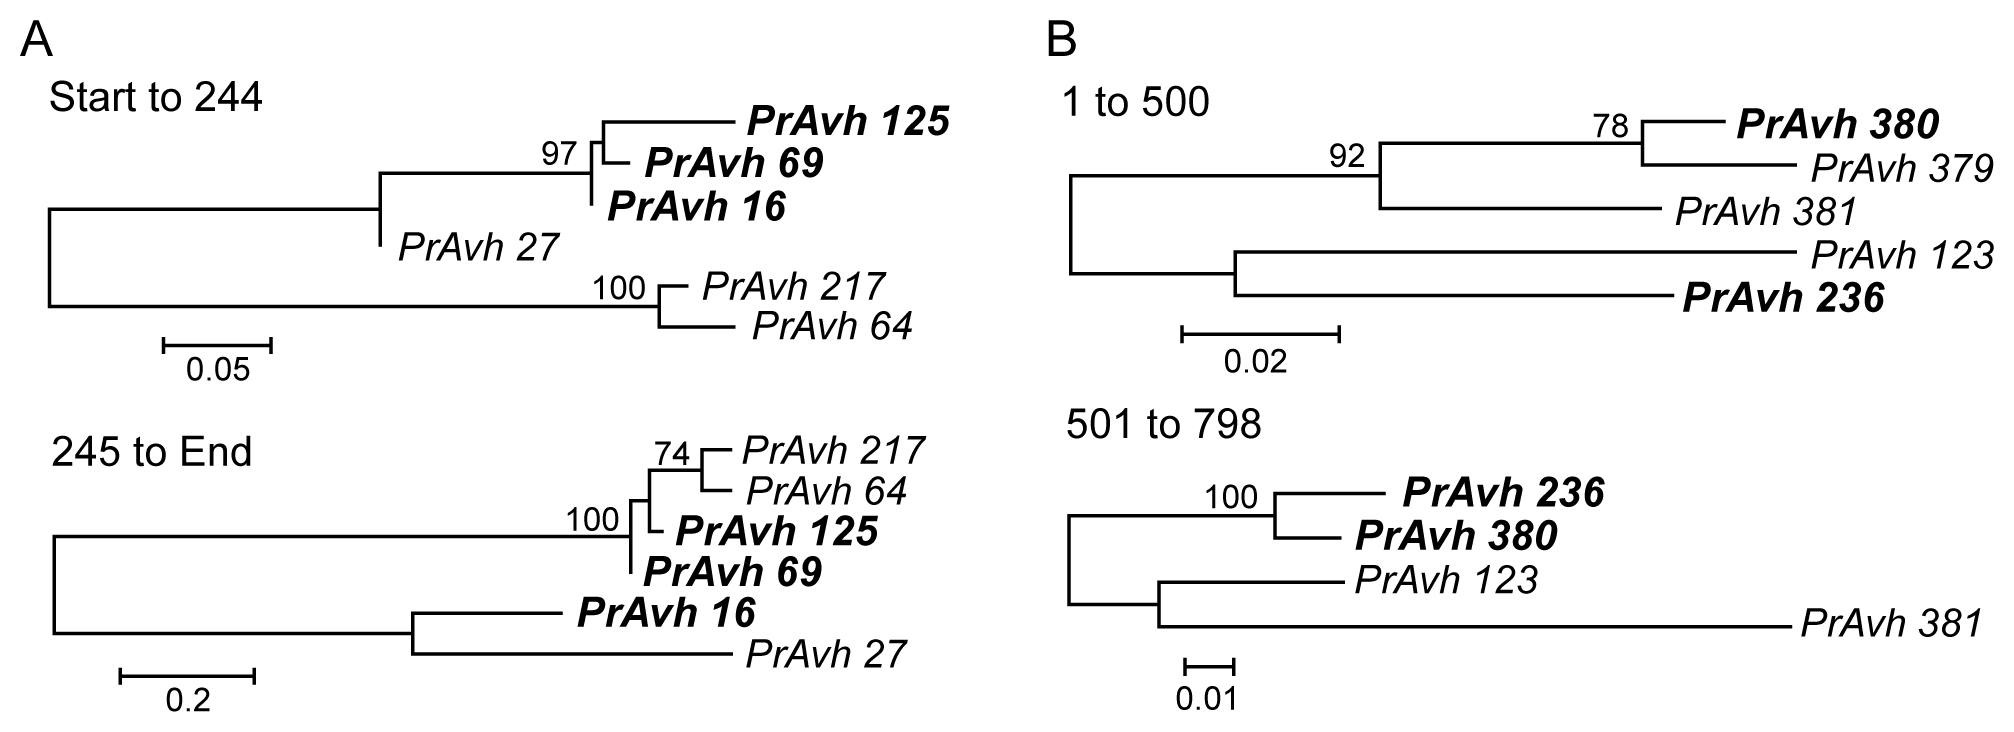 A
Start to 244
PrAvh 125
97
PrAvh 69
PrAvh 16
PrAvh 27
100
PrAvh 217
PrAvh 64
0.05
245 to End
74
PrAvh 217
PrAvh 64
100
PrAvh 125
PrAvh 69
PrAvh 16
PrAvh 27
0.2
B
1 to 500
78
PrAvh 380
92
PrAvh 379
PrAvh 381
PrAvh 123
PrAvh 236
0.02
501 to 798
100
PrAvh 236
PrAvh 380
PrAvh 123
PrAvh 381
0.01